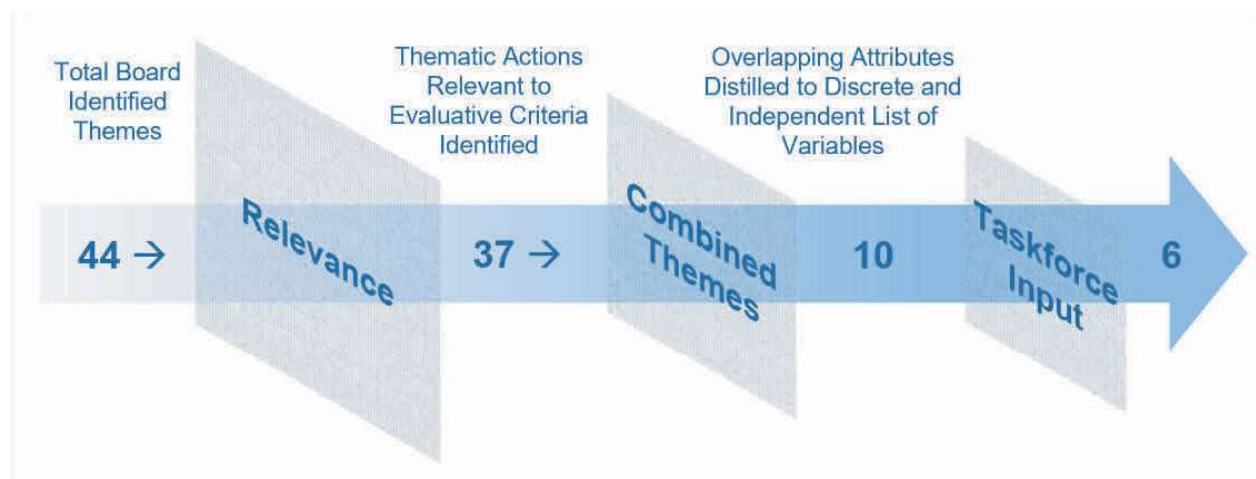 Total Board
Identified
Themes
44 →
Relevance
Thematic Actions
Relevant to
Evaluative Criteria
Identified
37 →
Combined
Themes
Overlapping Attributes
Distilled to Discrete and
Independent List of
Variables
10
Taskforce
Input
6